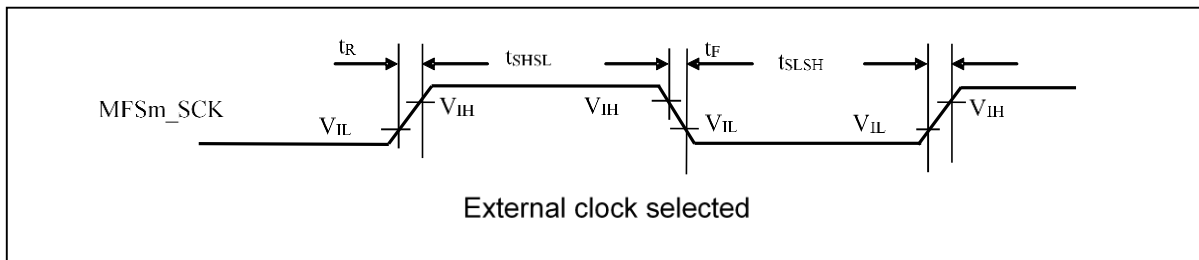 tR tSHSL tF tSLSH
MFSm_SCK VIL VIH VIH VIL VIL VIH
External clock selected